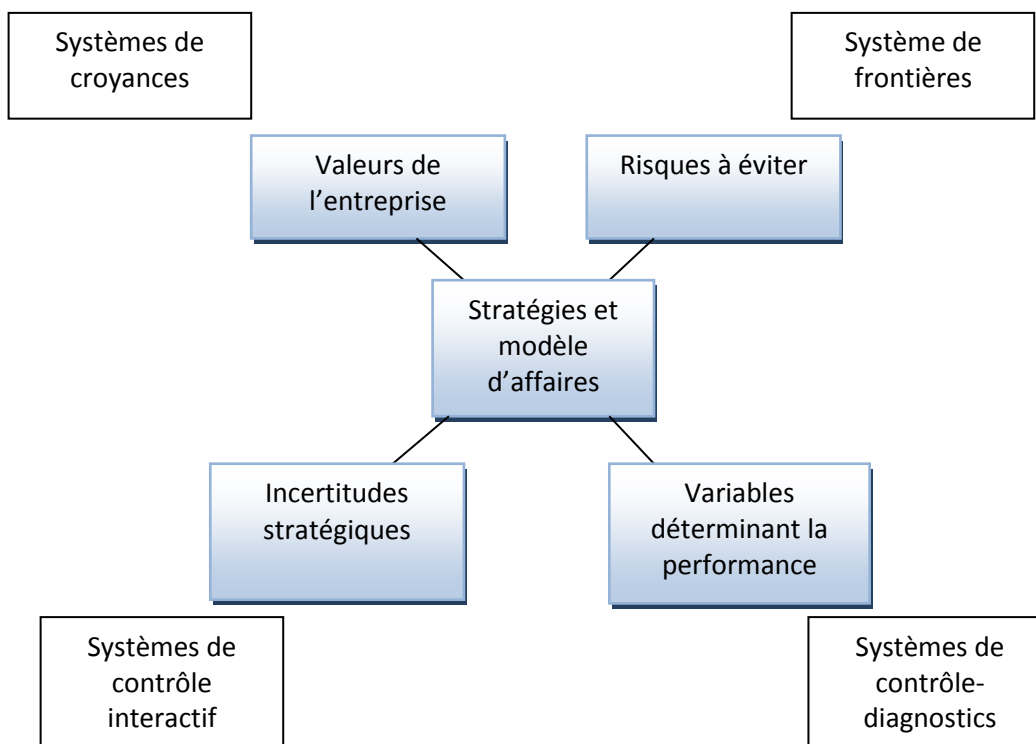 Systèmes de
croyances
Système de
frontières
Valeurs de
l’entreprise
Risques à éviter
Stratégies et
modèle
d’affaires
Incertitudes
stratégiques
Variables
déterminant la
performance
Systèmes de
contrôle
interactif
Systèmes de
contrôle-
diagnostics